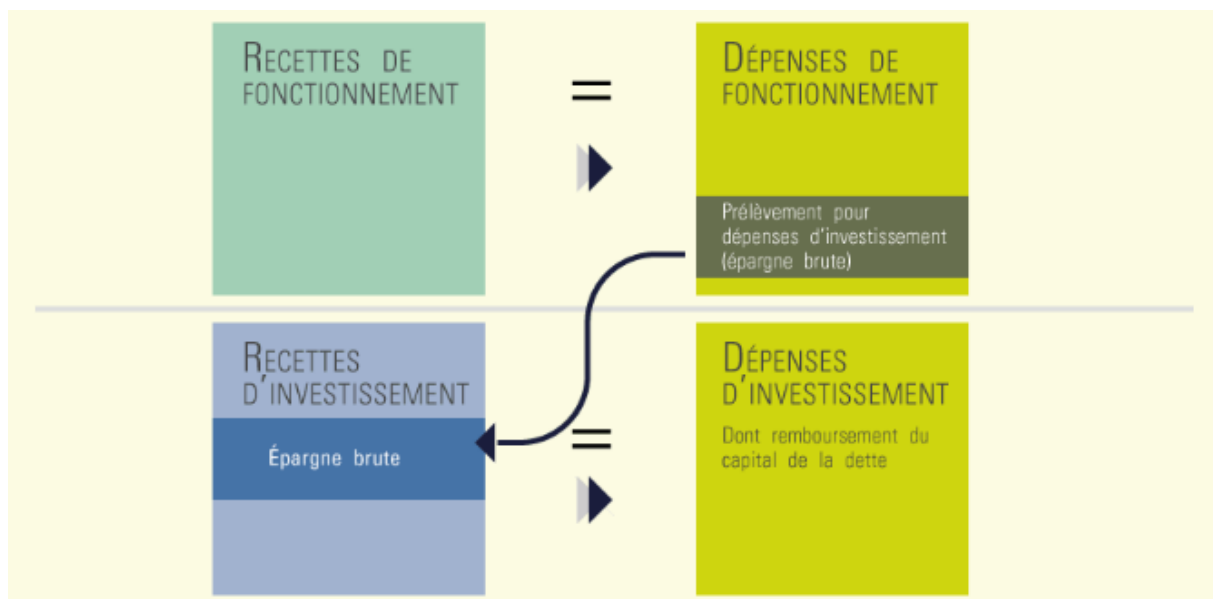 RECETTES DE
FONCTIONNEMENT
=
DÉPENSES DE
FONCTIONNEMENT
Prélèvement pour
dépenses d'investissement
(épargne brute)
RECETTES
D'INVESTISSEMENT
Épargne brute
=
DÉPENSES
D'INVESTISSEMENT
Dont remboursement du
capital de la dette